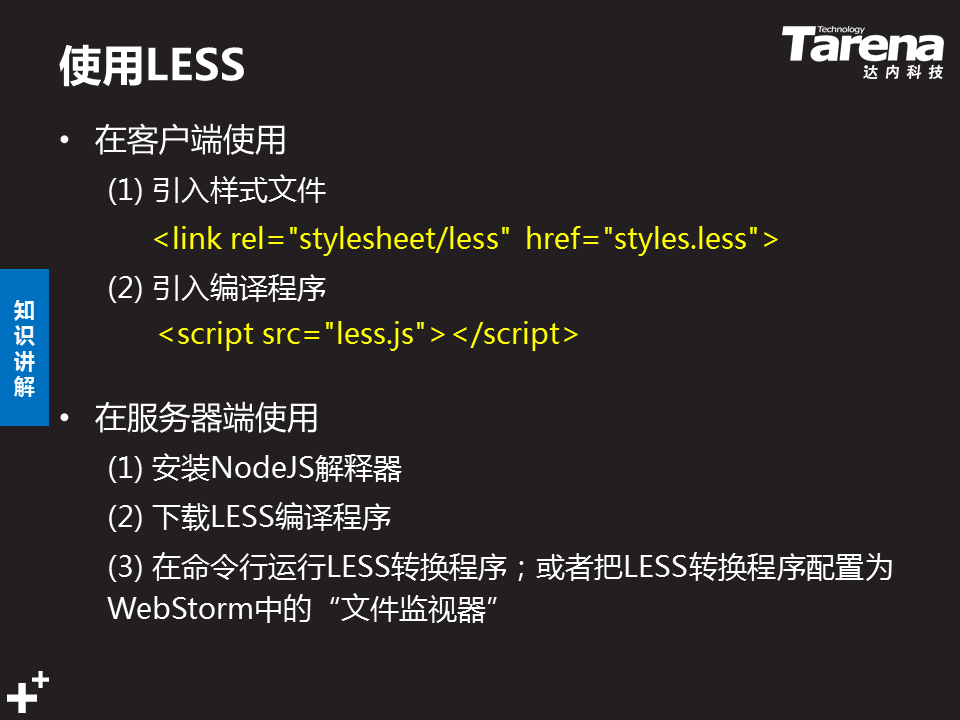 使用LESS
Technology
Tarena
达内科技
• 在客户端使用
(1) 引入样式文件
<link rel="stylesheet/less" href="styles.less">
(2) 引入编译程序
<script src="less.js"></script>
知识讲解
• 在服务器端使用
(1) 安装NodeJS解释器
(2) 下载LESS编译程序
(3) 在命令行运行LESS转换程序；或者把LESS转换程序配置为
WebStorm中的“文件监视器”